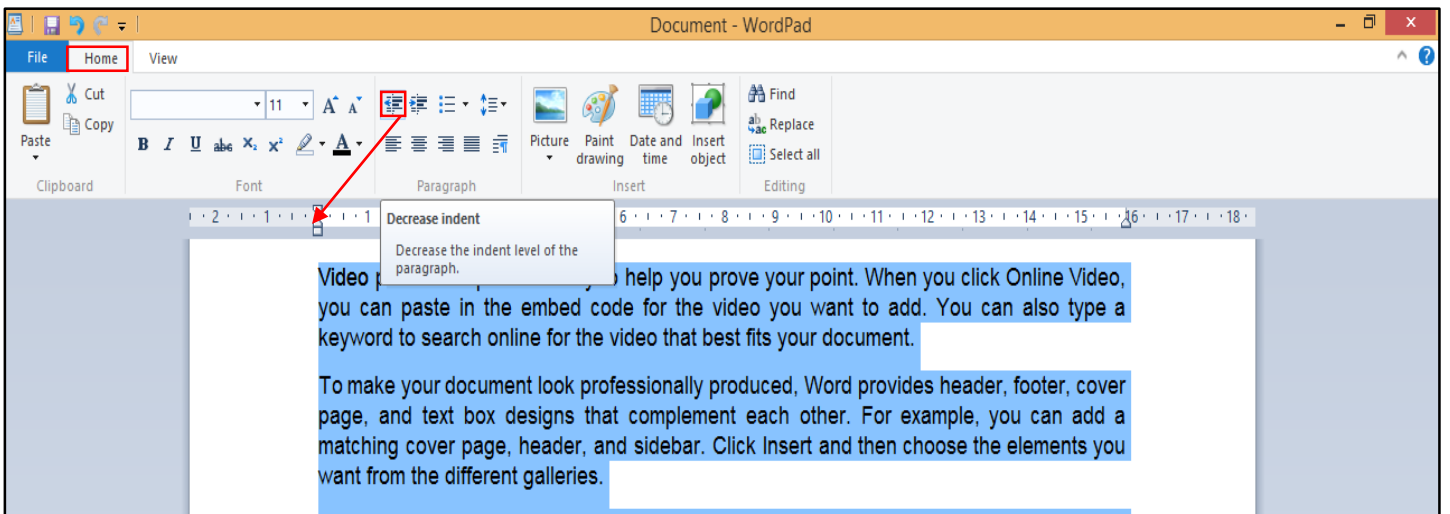 Document - WordPad
File Home View
Cut
Copy
Paste
11
A A
B I U abc X₂ X² A
Picture
Paint drawing
Date and time
Insert object
Find
Replace
Select all
Clipboard Font Paragraph Insert Editing
2 1 1 6 7 8 9 10 11 12 13 14 15 16 17 18
Decrease indent
Decrease the indent level of the
paragraph.
Video p
help you prove your point. When you click Online Video,
you can paste in the embed code for the video you want to add. You can also type a
keyword to search online for the video that best fits your document.
To make your document look professionally produced, Word provides header, footer, cover
page, and text box designs that complement each other. For example, you can add a
matching cover page, header, and sidebar. Click Insert and then choose the elements you
want from the different galleries.